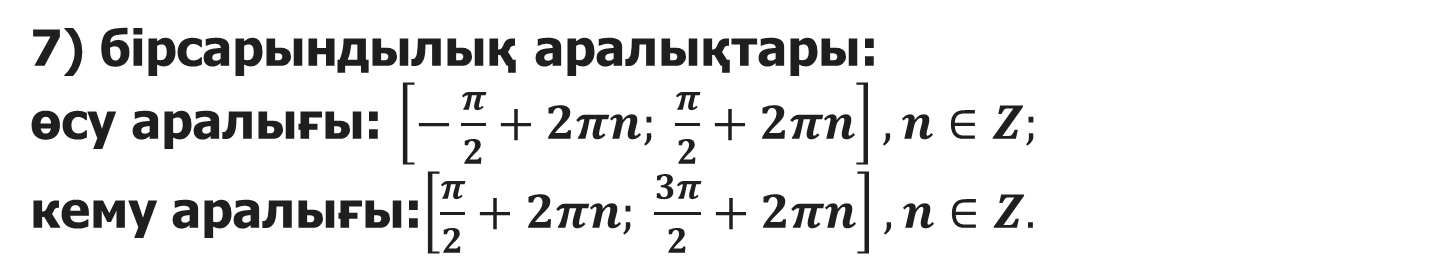 7) бірсарындылық аралықтары:
өсу аралығы: [−π/2 + 2πn; π/2 + 2πn], n ∈ Z;
кему аралығы:[π/2 + 2πn; 3π/2 + 2πn], n ∈ Z.